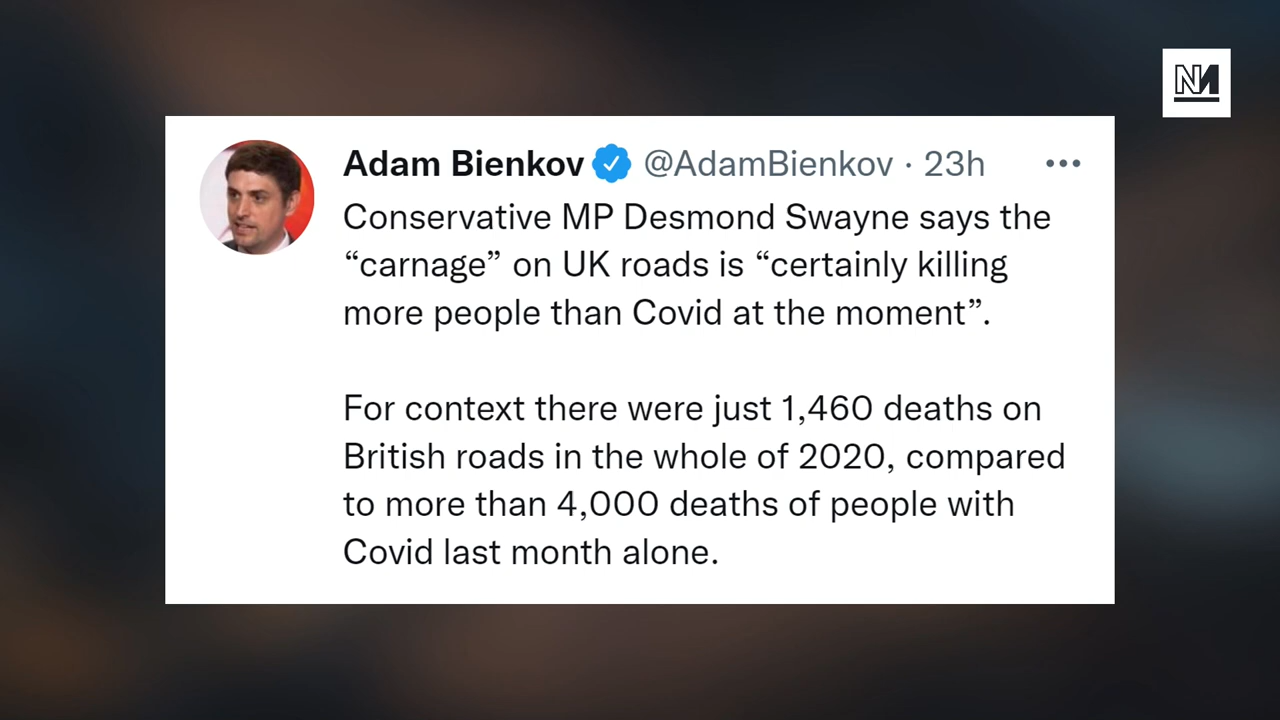 NM
Adam Bienkov @AdamBienkov · 23h
Conservative MP Desmond Swayne says the
“carnage” on UK roads is “certainly killing
more people than Covid at the moment”.
For context there were just 1,460 deaths on
British roads in the whole of 2020, compared
to more than 4,000 deaths of people with
Covid last month alone.